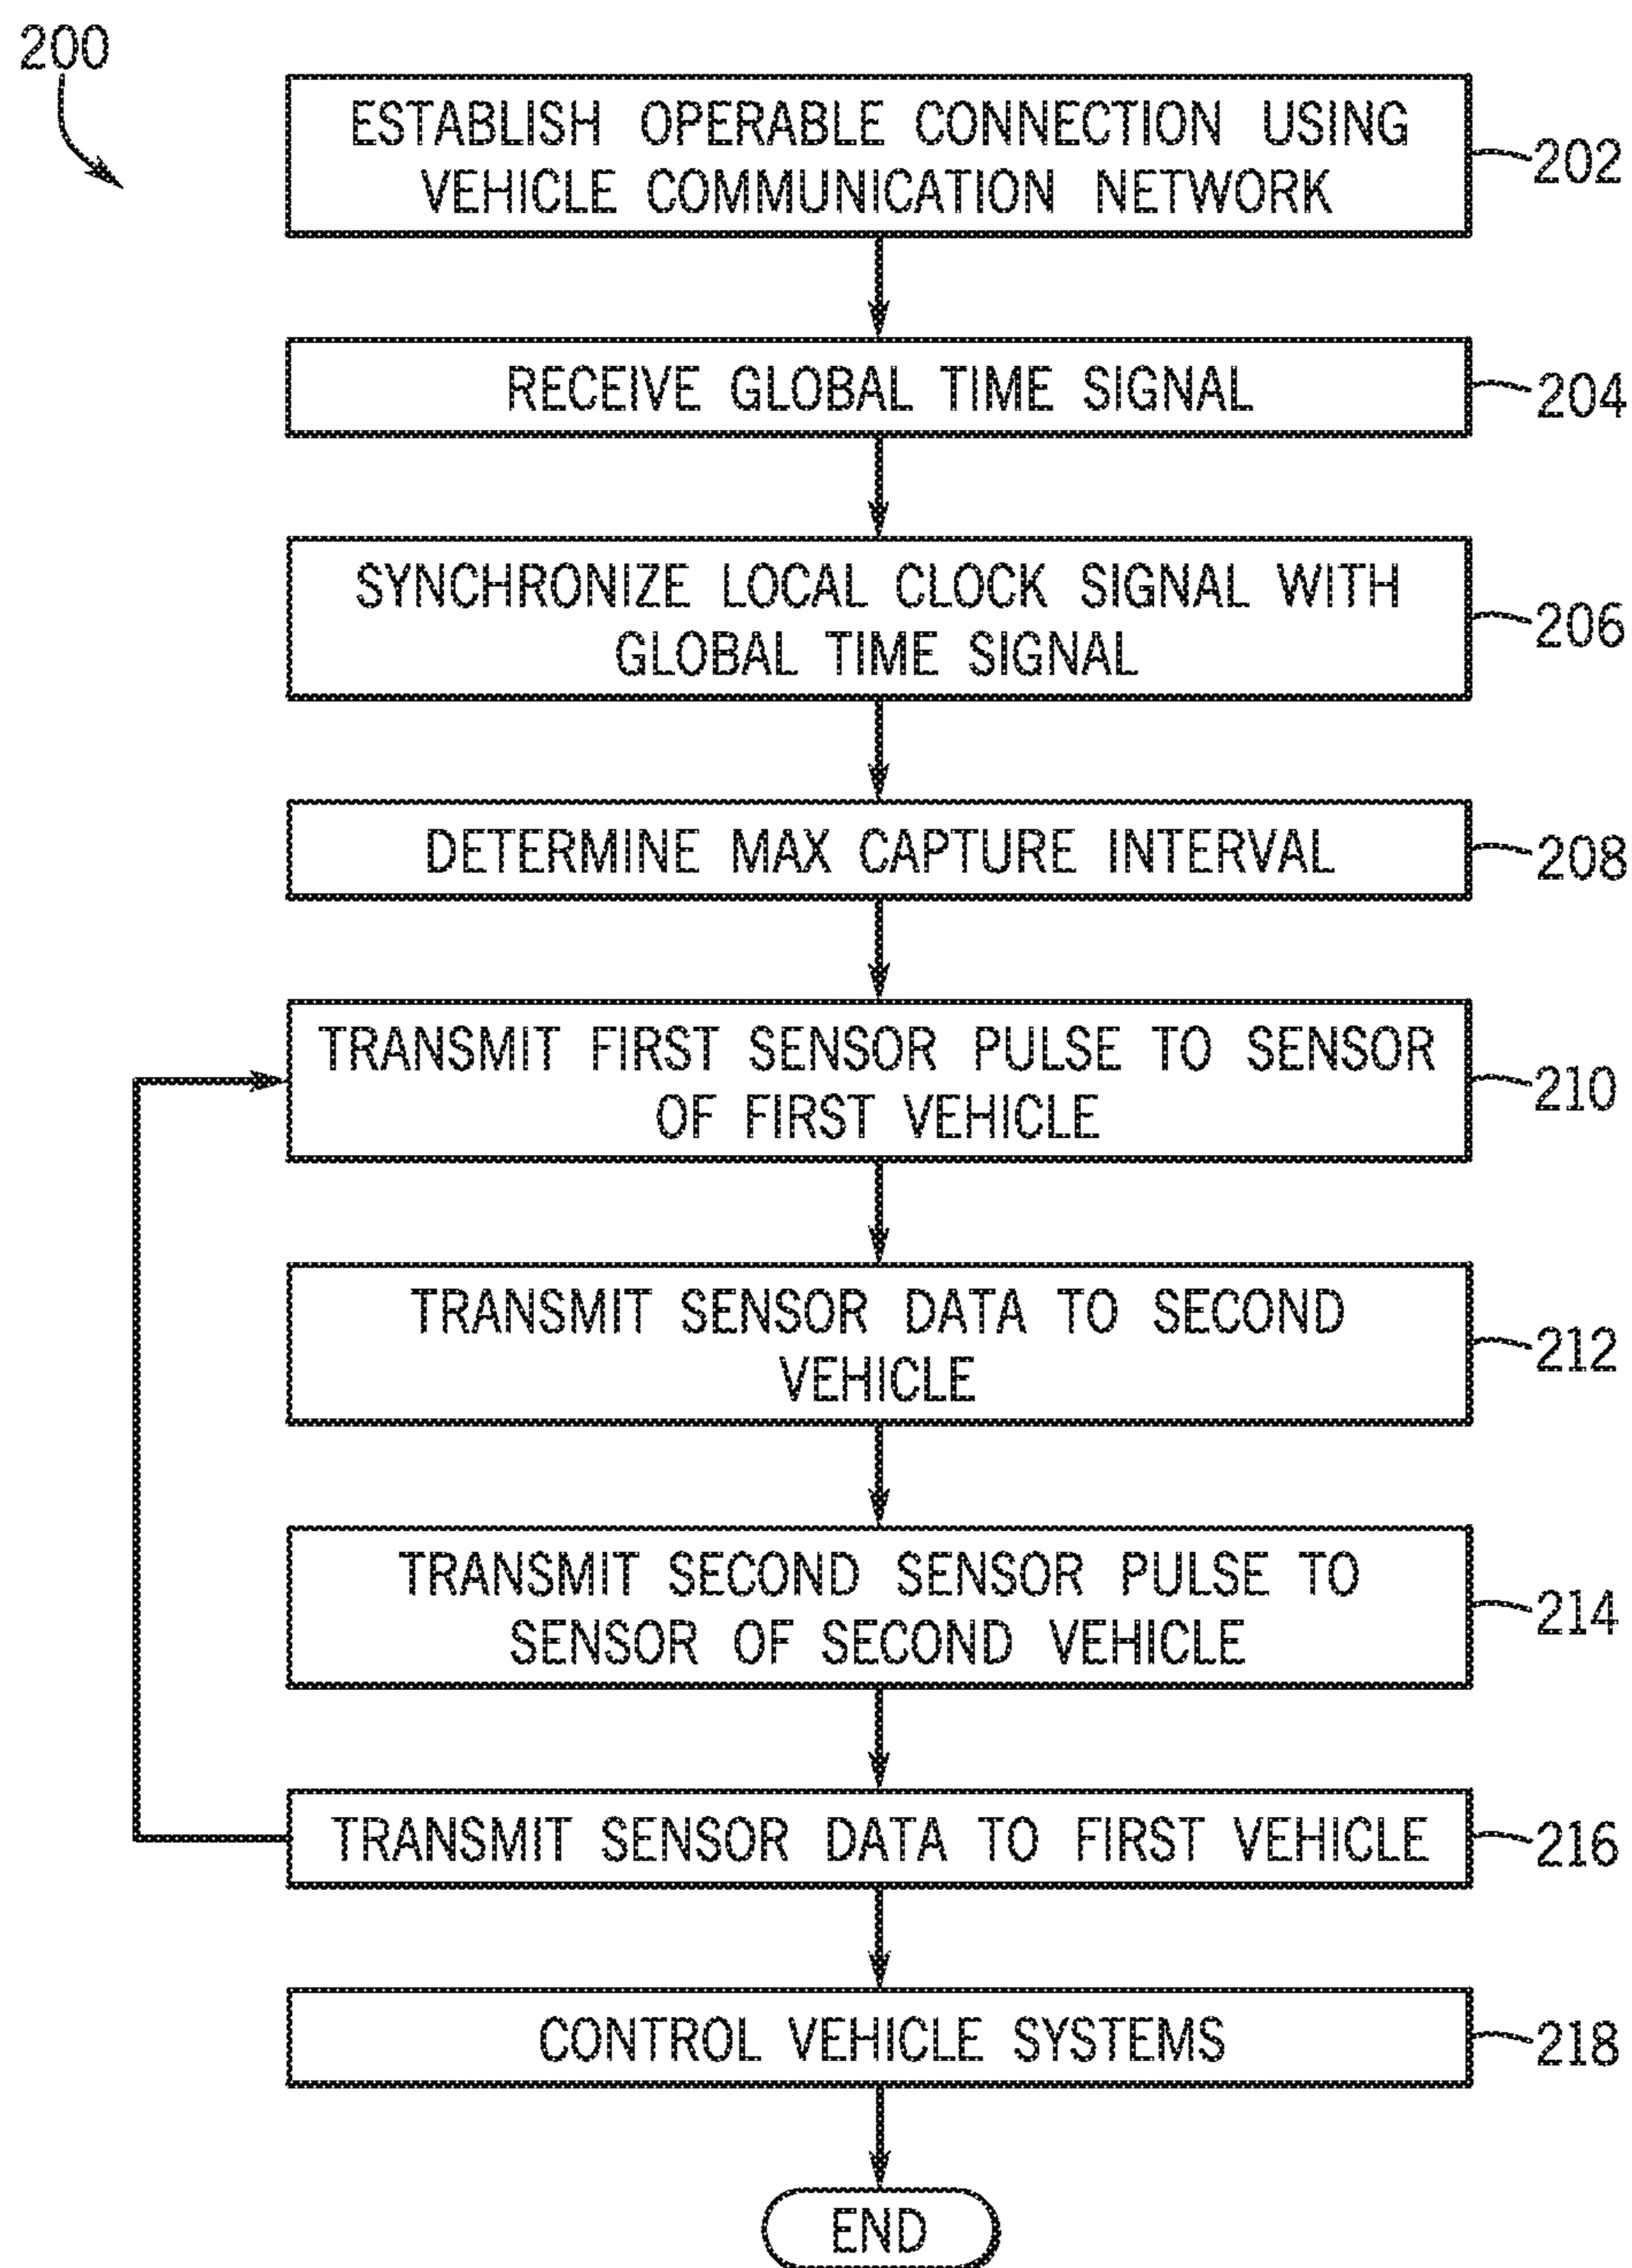 200
ESTABLISH OPERABLE CONNECTION USING
VEHICLE COMMUNICATION NETWORK
202
RECEIVE GLOBAL TIME SIGNAL
204
SYNCHRONIZE LOCAL CLOCK SIGNAL WITH
GLOBAL TIME SIGNAL
206
DETERMINE MAX CAPTURE INTERVAL
208
TRANSMIT FIRST SENSOR PULSE TO SENSOR
OF FIRST VEHICLE
210
TRANSMIT SENSOR DATA TO SECOND
VEHICLE
212
TRANSMIT SECOND SENSOR PULSE TO
SENSOR OF SECOND VEHICLE
214
TRANSMIT SENSOR DATA TO FIRST VEHICLE
216
CONTROL VEHICLE SYSTEMS
218
END